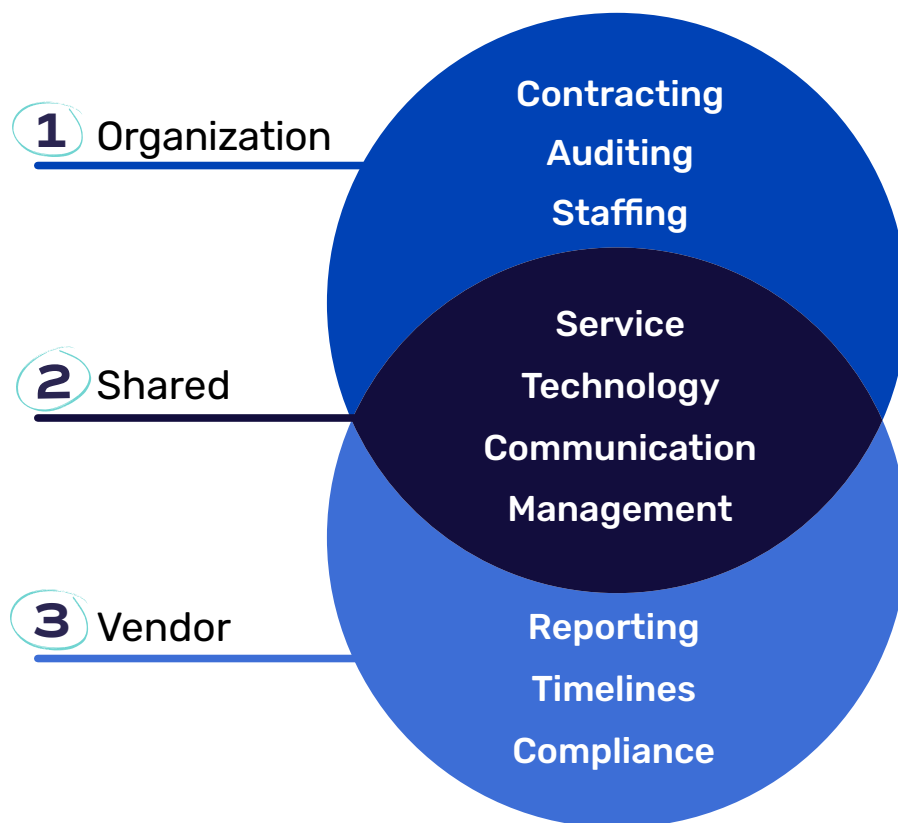 1 Organization
Contracting
Auditing
Staffing
2 Shared
Service
Technology
Communication
Management
3 Vendor
Reporting
Timelines
Compliance